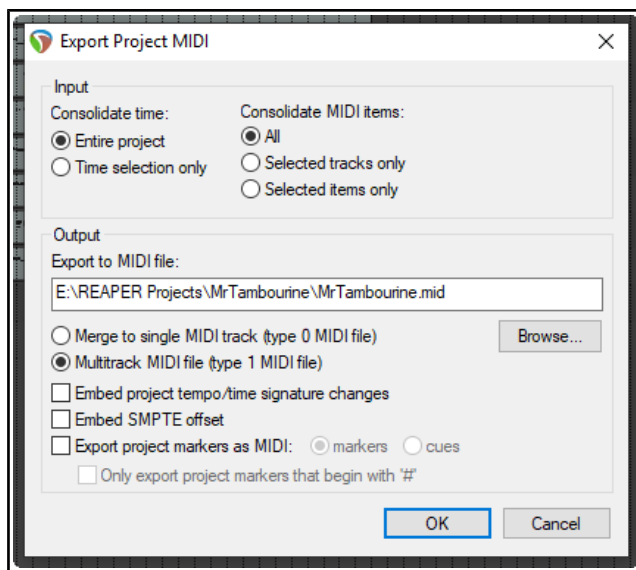 Export Project MIDI
Input
Consolidate time:
Entire project
Time selection only
Consolidate MIDI items:
All
Selected tracks only
Selected items only
Output
Export to MIDI file:
E:\REAPER Projects\MrTambourine\MrTambourine.mid
Merge to single MIDI track (type 0 MIDI file)
Browse...
Multitrack MIDI file (type 1 MIDI file)
Embed project tempo/time signature changes
Embed SMPTE offset
Export project markers as MIDI: markers cues
Only export project markers that begin with '#'
OK Cancel